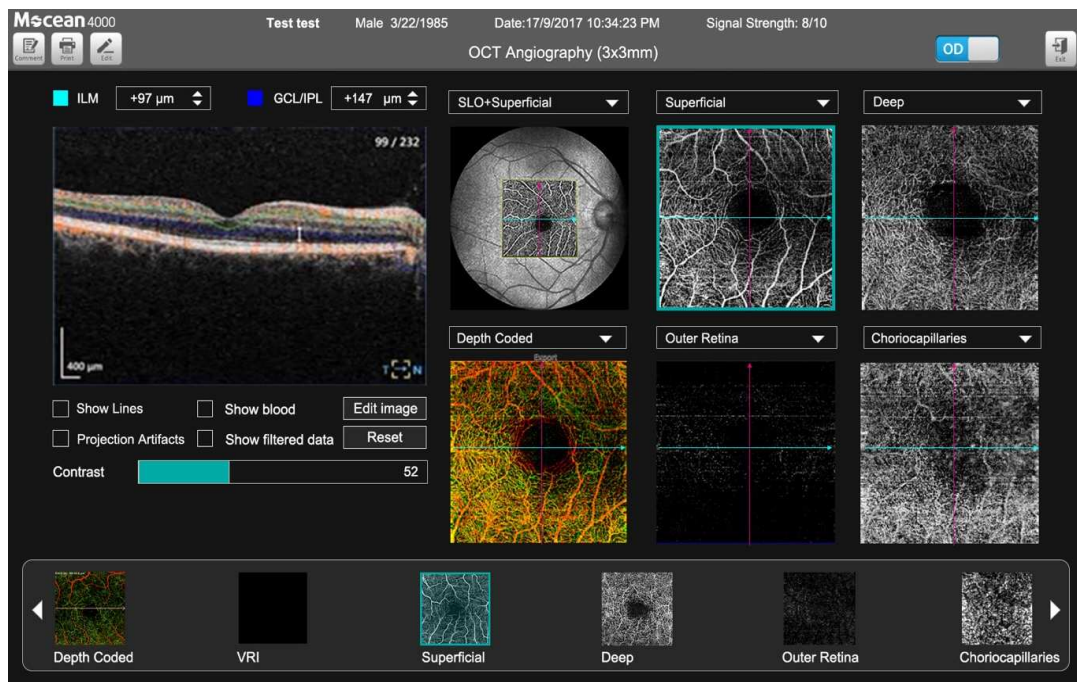 Mocean 4000
Test test Male 3/22/1985 Date:17/9/2017 10:34:23 PM Signal Strength: 8/10
Comment Print Edit
OCT Angiography (3x3mm)
OD
Exit
ILM +97 µm GCL/IPL +147 µm
99 / 232
400 µm
T N
Show Lines Show blood Edit image
Projection Artifacts Show filtered data Reset
Contrast 52
SLO+Superficial Superficial Deep
Depth Coded Outer Retina Choriocapillaries
Export
Depth Coded VRI Superficial Deep Outer Retina Choriocapillaries